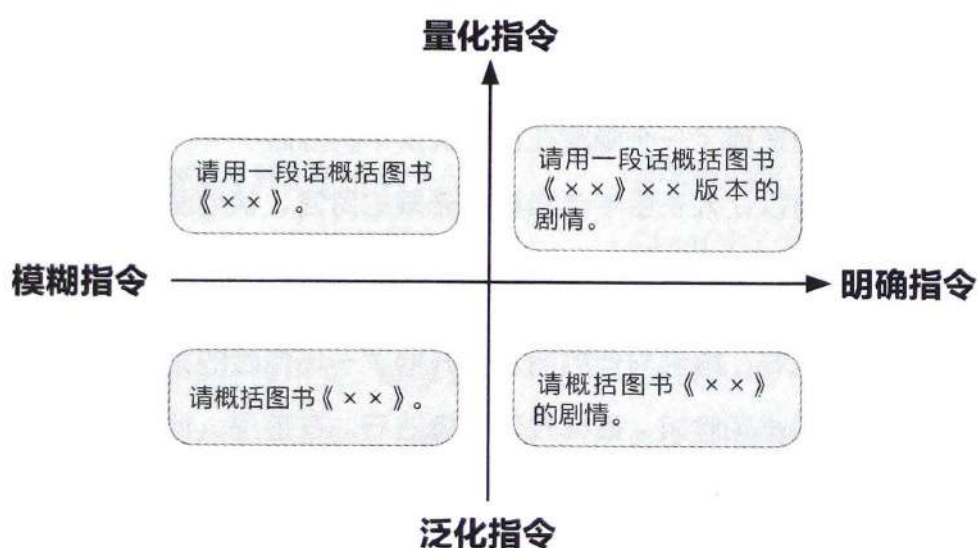 量化指令
请用一段话概括图书
《××》。
请用一段话概括图书
《××》××版本的
剧情。
模糊指令
明确指令
请概括图书《××》。
请概括图书《××》
的剧情。
泛化指令